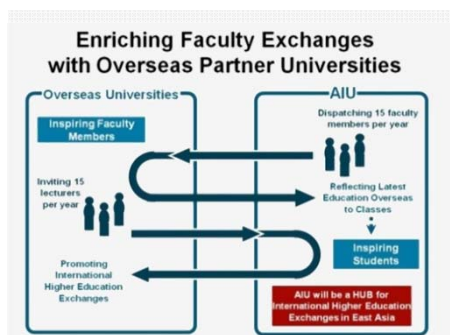 Enriching Faculty Exchanges
with Overseas Partner Universities
Overseas Universities
Inspiring Faculty
Members
Inviting 15
lecturers
per year
Promoting
International
Higher Education
Exchanges
AIU
Dispatching 15 faculty
members per year
Reflecting Latest
Education Overseas
to Classes
Inspiring
Students
AIU will be a HUB for
International Higher Education
Exchanges in East Asia